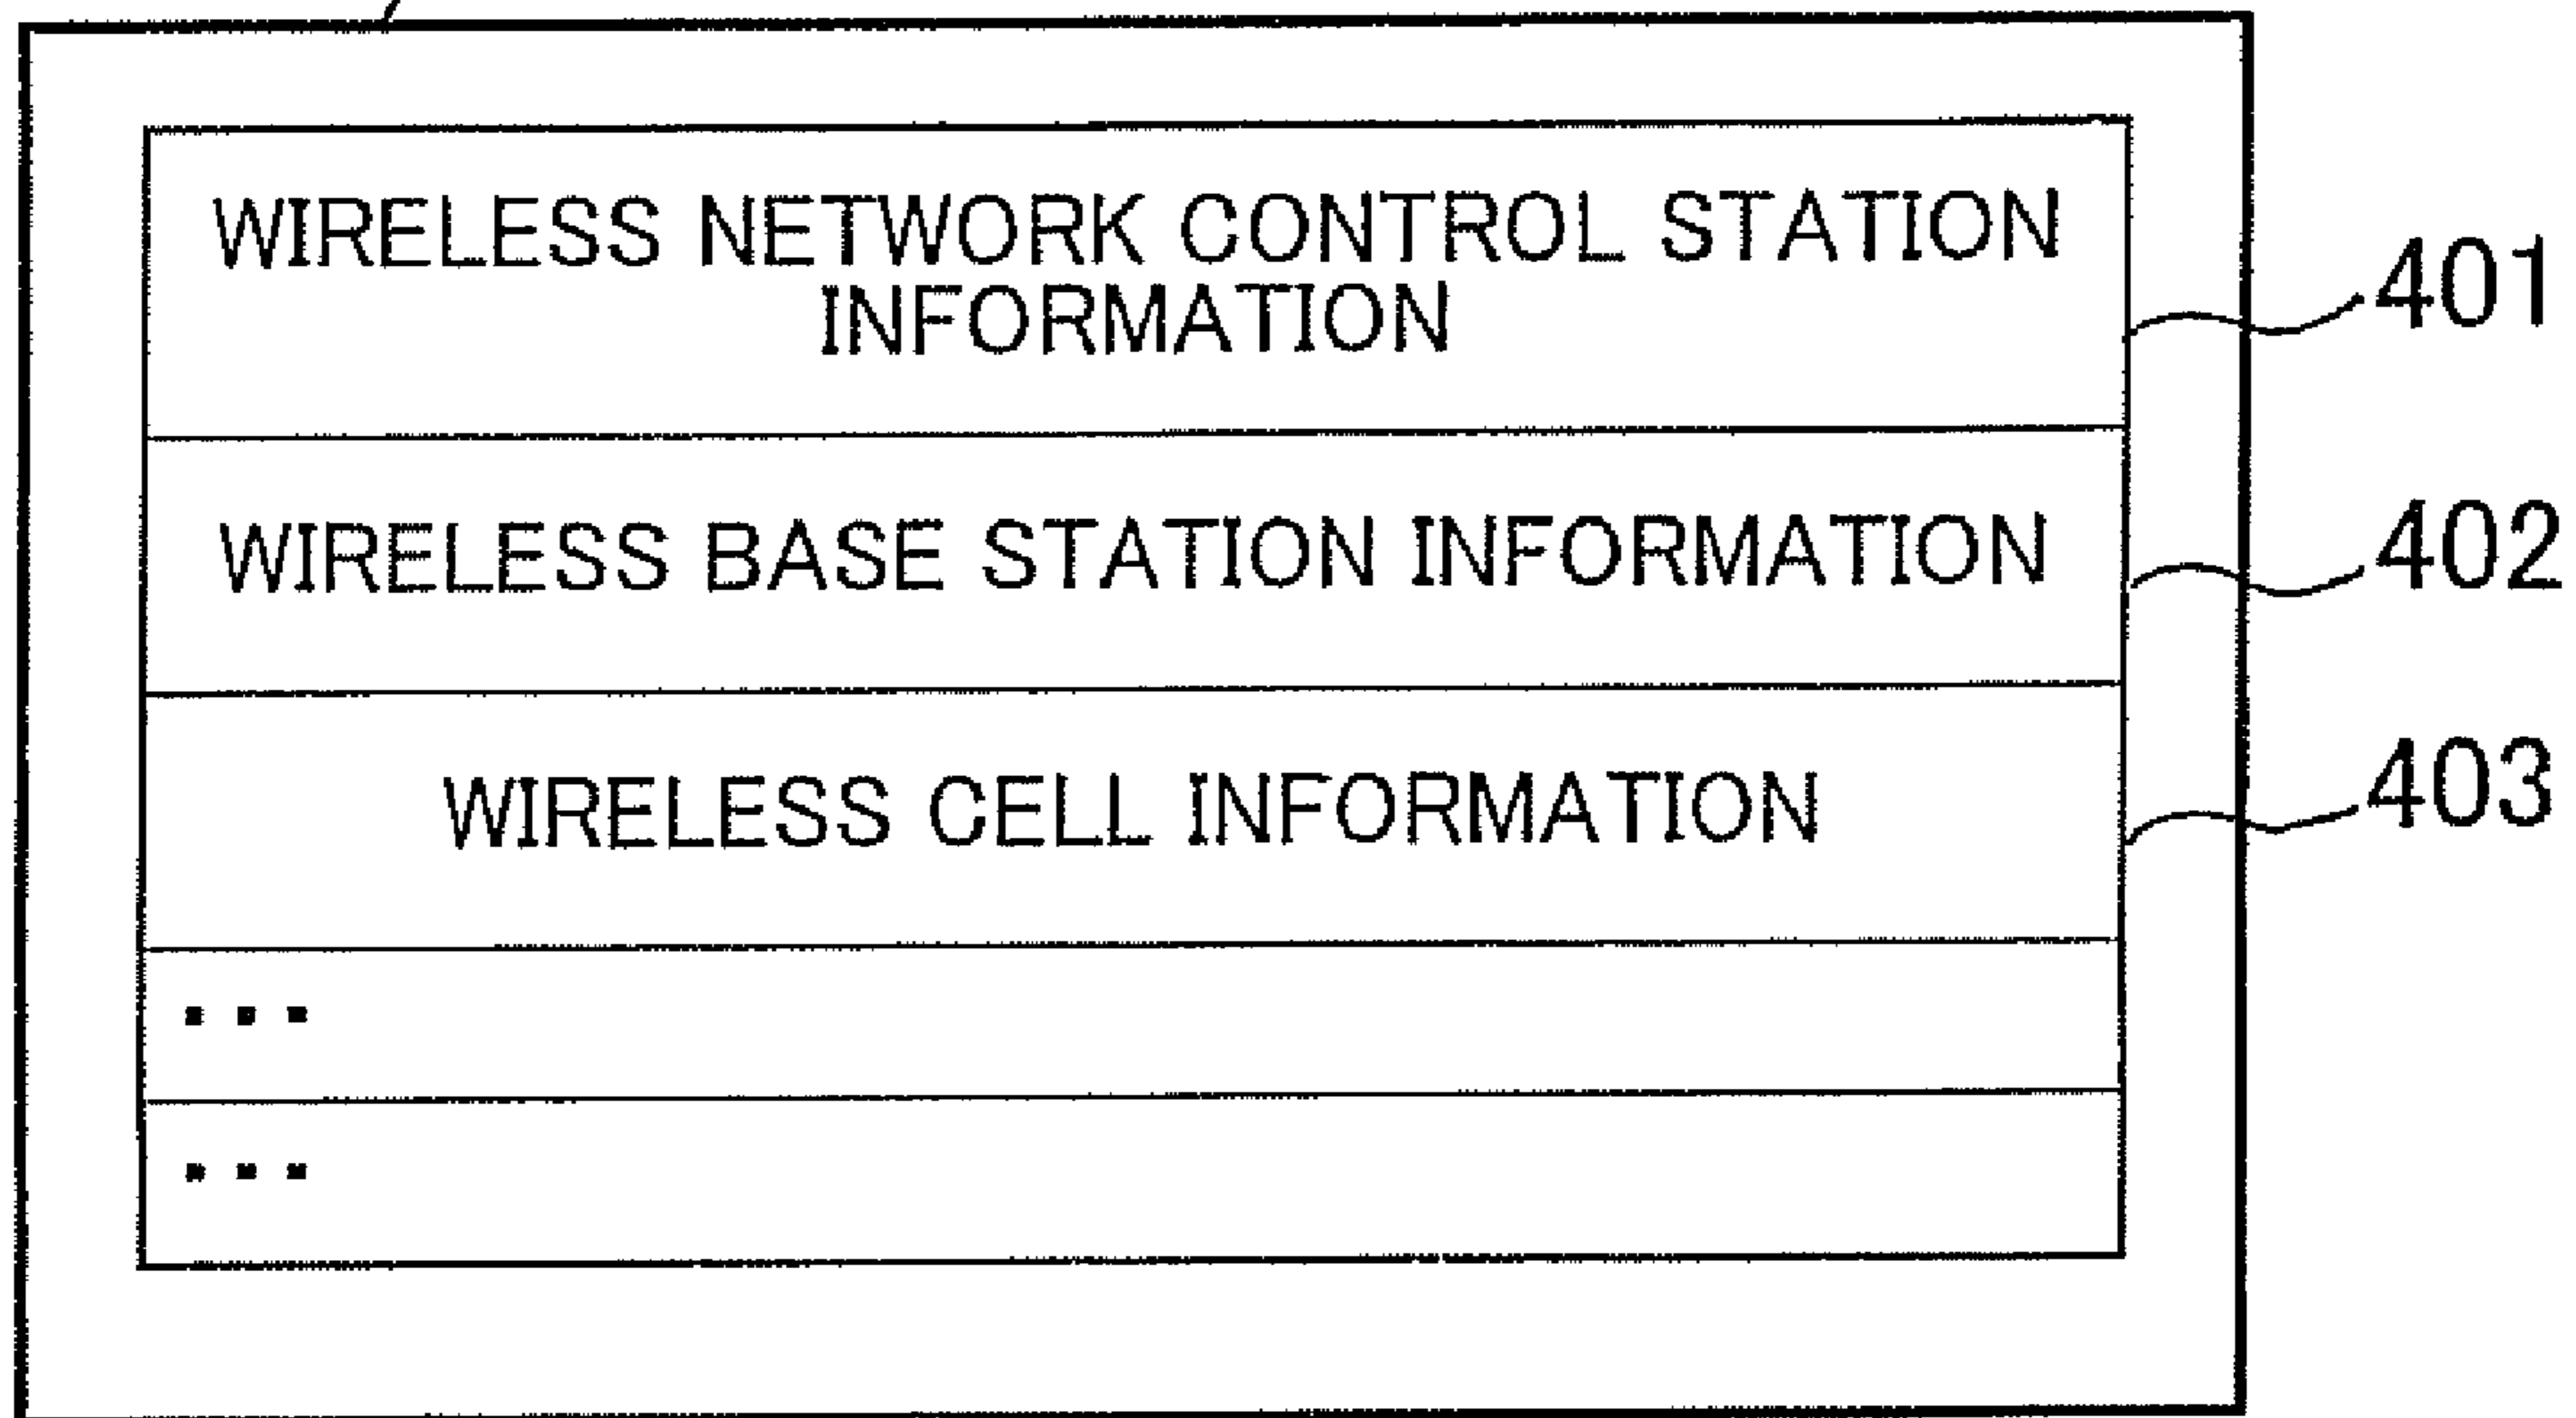 WIRELESS NETWORK CONTROL STATION
INFORMATION
401
WIRELESS BASE STATION INFORMATION
402
WIRELESS CELL INFORMATION
403
...
...